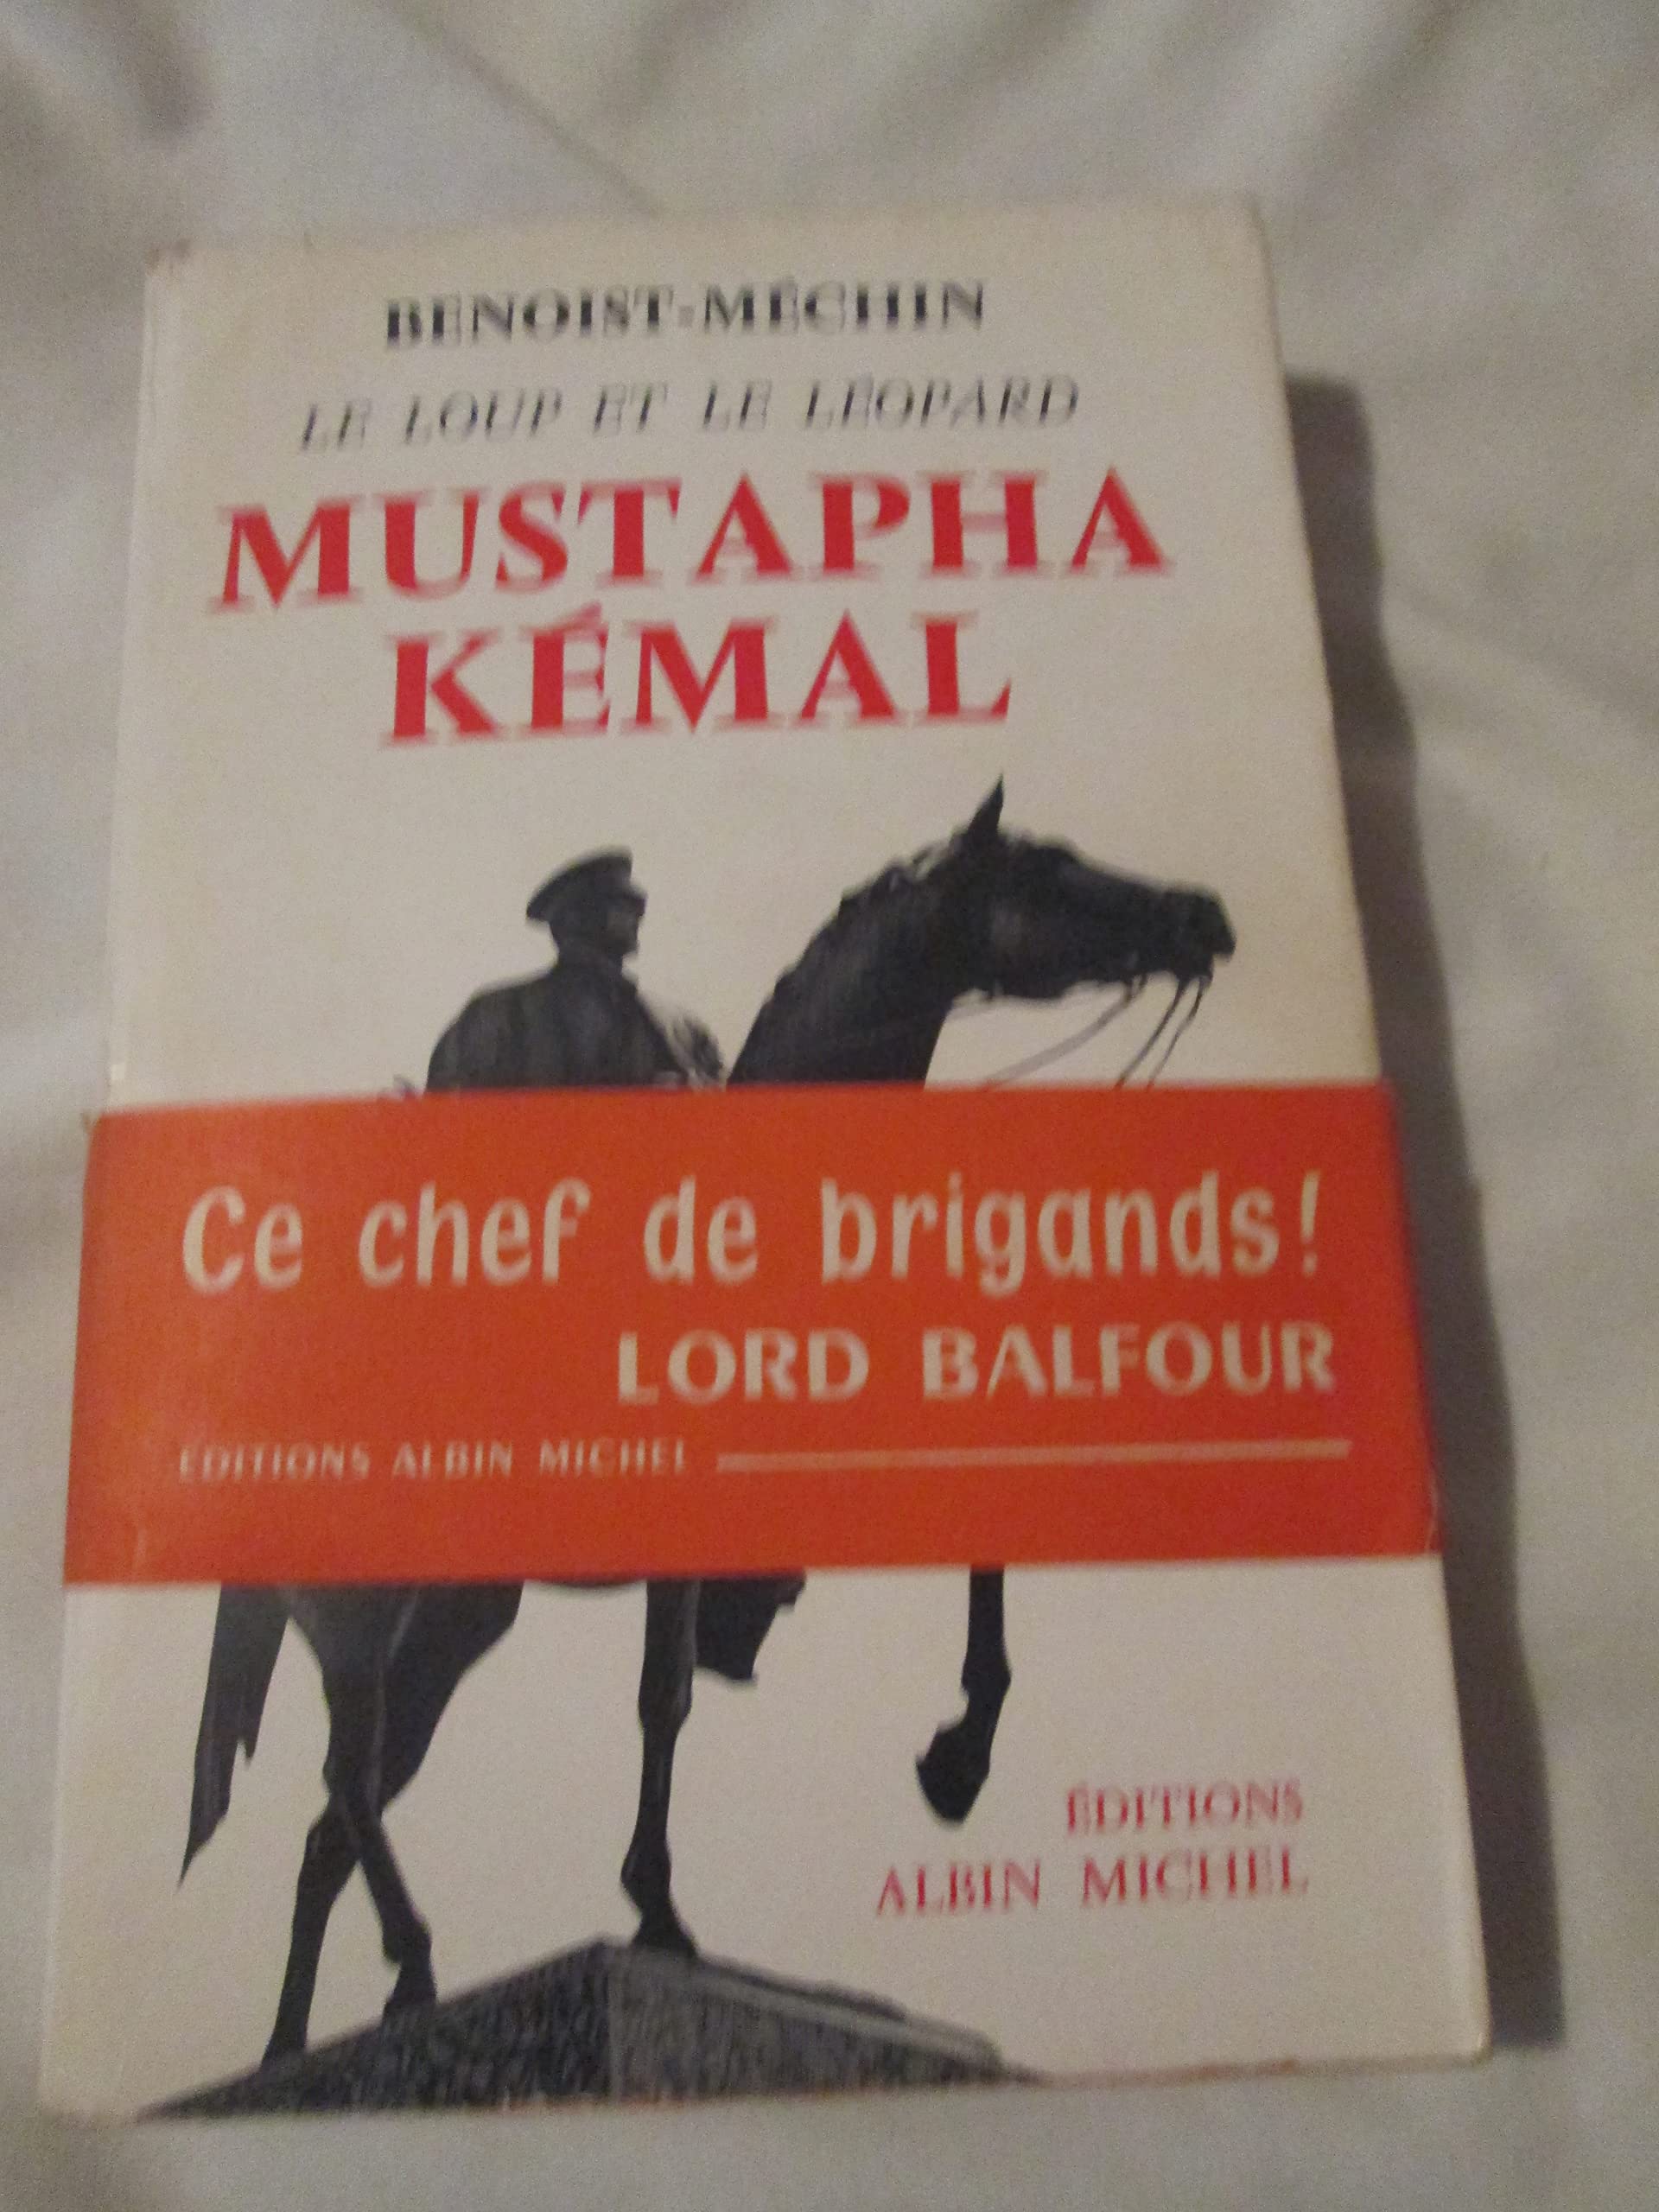 BENOIST-MÉCHIN
LE LOUP ET LE LÉOPARD
MUSTAPHA
KÉMAL
Ce chef de brigands!
LORD BALFOUR
ÉDITIONS ALBIN MICHEL
ÉDITIONS
ALBIN MICHEL